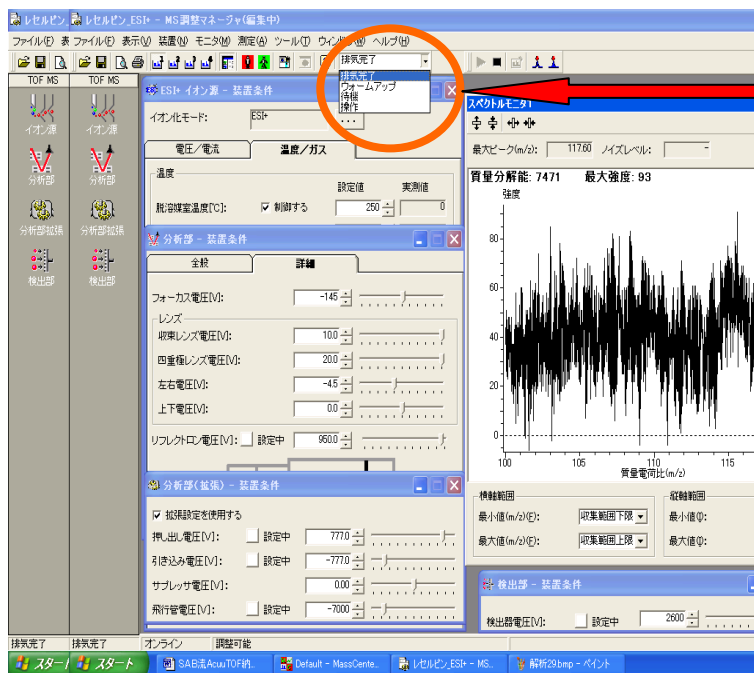 レセルピン レセルピン_ESI+ - MS調整マネージャ(編集中)
ファイル(F) 表 ファイル(F) 表示(V) 装置(N) モニタ(M) 測定(A) ツール(T) ウィンドウ(W) ヘルプ(H)
排気完了
排気完了
ウォームアップ
待機
操作
TOF MS TOF MS
イオン源 イオン源
分析部 分析部
分析部拡張 分析部拡張
検出部 検出部
ESI+ イオン源 - 装置条件
イオン化モード: ESI+ ...
電圧/電流 温度/ガス
温度
設定値 実測値
脱溶媒室温度[℃]: 制御する 250 0
分析部 - 装置条件
全般 詳細
フォーカス電圧[V]: -145
レンズ
収束レンズ電圧[V]: 10.0
四重極レンズ電圧[V]: 20.0
左右電圧[V]: -4.5
上下電圧[V]: 0.0
リフレクトロン電圧[V]: 設定中 950.0
分析部(拡張) - 装置条件
拡張設定を使用する
押し出し電圧[V]: 設定中 777.0
引き込み電圧[V]: 設定中 -777.0
サプレッサ電圧[V]: 0.00
飛行管電圧[V]: 設定中 -7000
スペクトルモニタ1
最大ピーク(m/z): 117.60 ノイズレベル: -
質量分解能: 7471 最大強度: 93
強度
80
60
40
20
0
100 105 110 115
質量電荷比(m/z)
横軸範囲 縦軸範囲
最小値(m/z)(F): 収集範囲下限 最小値(I):
最大値(m/z)(E): 収集範囲上限 最大値(I):
検出部 - 装置条件
検出器電圧[V]: 設定中 2600
排気完了 排気完了 オンライン 調整可能
スタート スタート SAB流AcuuTOF納... Default - MassCente... レセルピン_ESI+ - MS... 解析29.bmp - ペイント